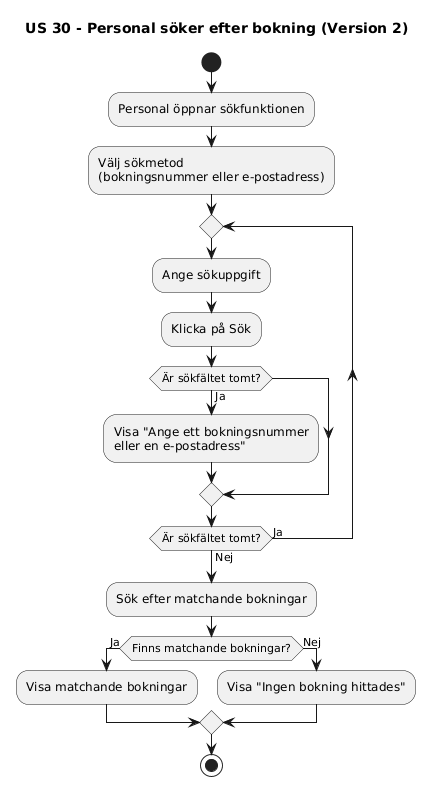 US 30 - Personal söker efter bokning (Version 2)
Personal öppnar sökfunktionen
Välj sökmetod
(bokningsnummer eller e-postadress)
Ange sökuppgift
Klicka på Sök
Är sökfältet tomt?
Ja
Visa "Ange ett bokningsnummer
eller en e-postadress"
Är sökfältet tomt?
Ja
Nej
Sök efter matchande bokningar
Ja
Finns matchande bokningar?
Nej
Visa matchande bokningar
Visa "Ingen bokning hittades"